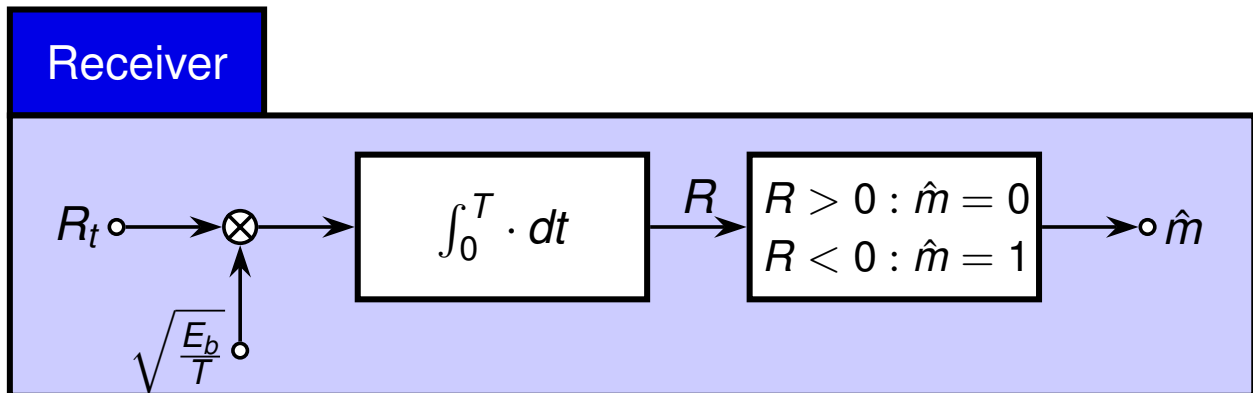 Receiver
R_t
⊗
√(E_b/T)
∫_0^T · dt
R
R > 0 : m̂ = 0
R < 0 : m̂ = 1
m̂